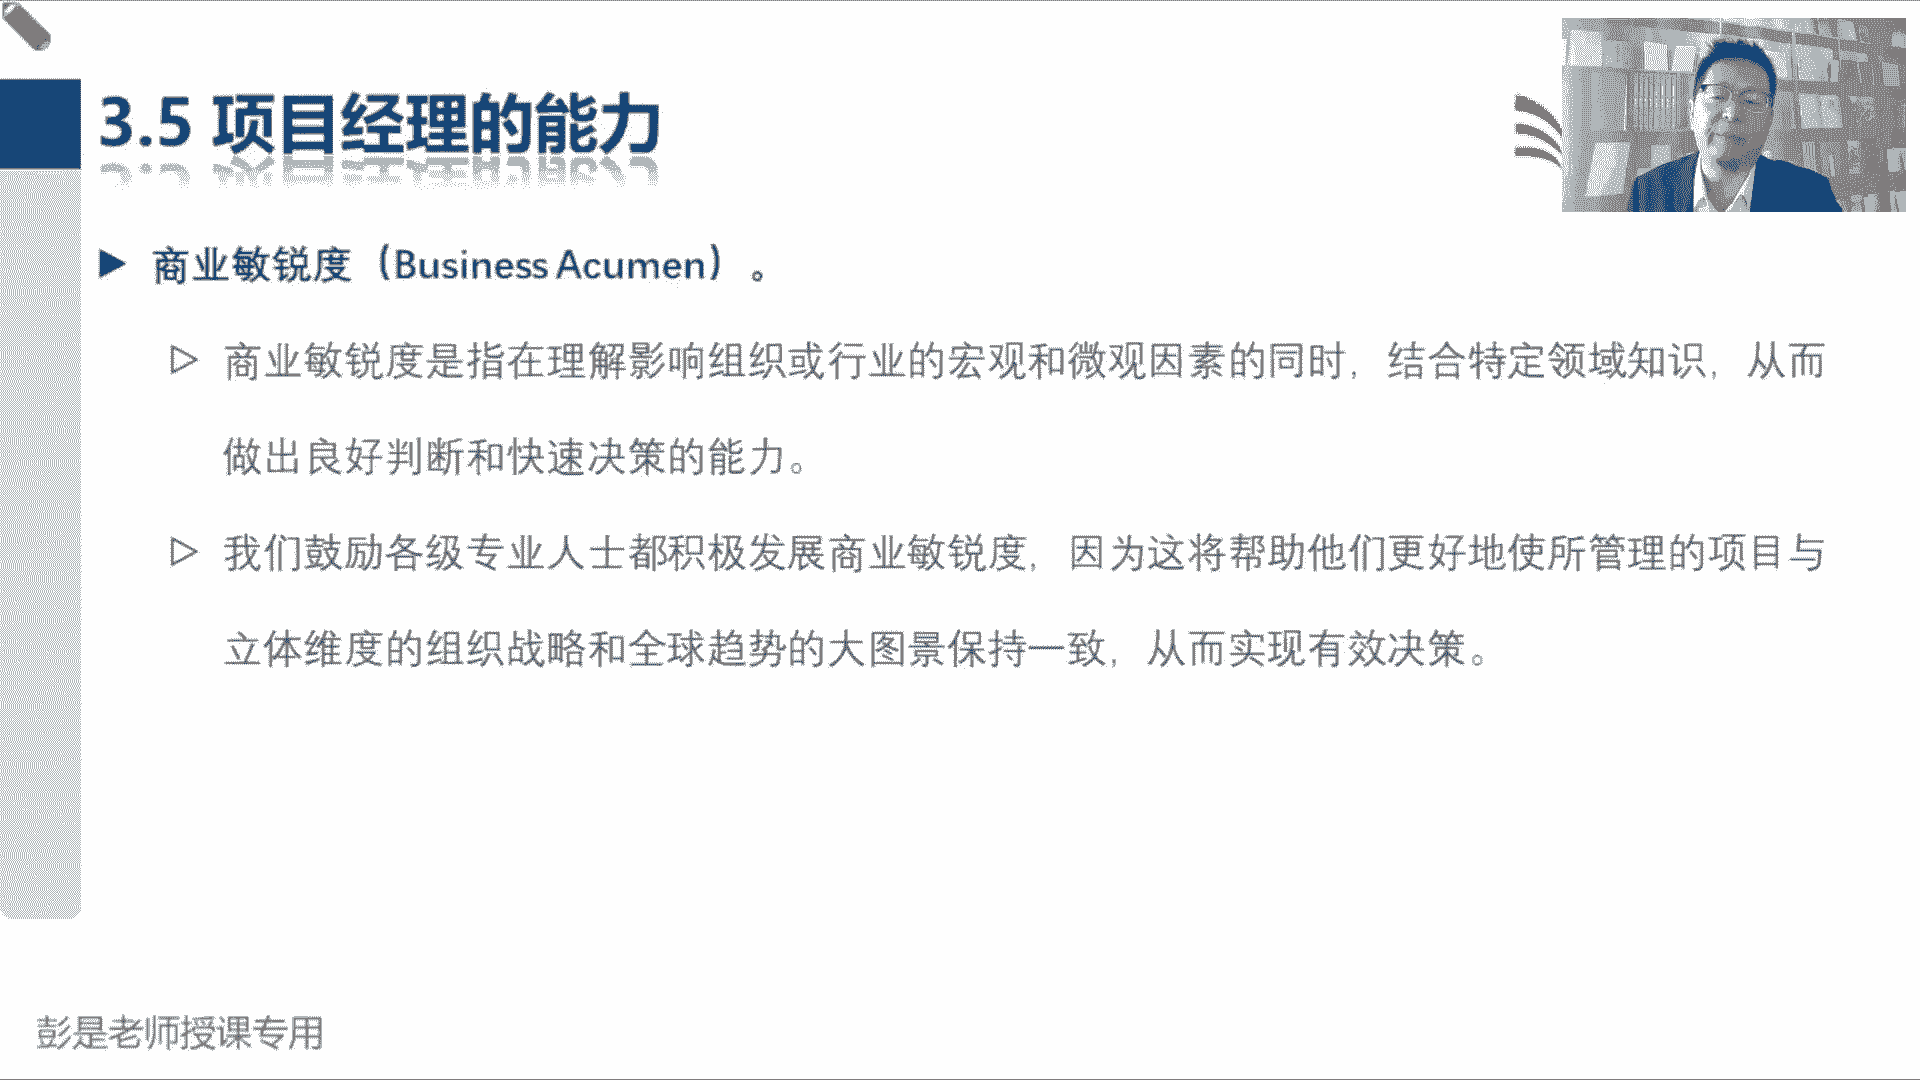 3.5 项目经理的能力
商业敏锐度（Business Acumen）。
商业敏锐度是指在理解影响组织或行业的宏观和微观因素的同时，结合特定领域知识，从而
做出良好判断和快速决策的能力。
我们鼓励各级专业人士都积极发展商业敏锐度，因为这将帮助他们更好地使所管理的项目与
立体维度的组织战略和全球趋势的大图景保持一致，从而实现有效决策。
彭是老师授课专用